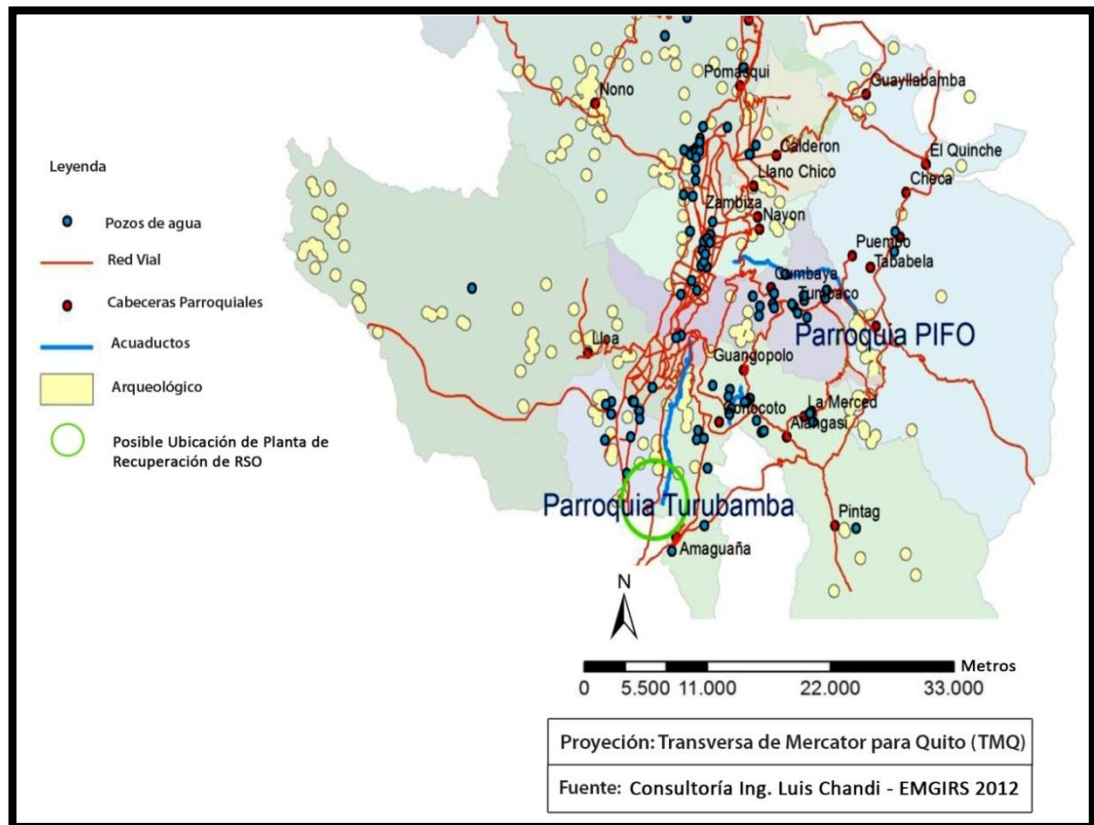 Leyenda
Pozos de agua
Red Vial
Cabeceras Parroquiales
Acuaductos
Arqueológico
Posible Ubicación de Planta de
Recuperación de RSO
Pomasqui
Guayllabamba
Nono
Calderon
El Quinche
Llano Chico
Checa
Zambiza
Nayon
Puembo
Tababela
Cumbaya
Tumbaco
Parroquia PIFO
Lloa
Guangopolo
La Merced
Conocoto
Alangasi
Parroquia Turubamba
Pintag
Amaguaña
N
Metros
0 5.500 11.000 22.000 33.000
Proyeción: Transversa de Mercator para Quito (TMQ)
Fuente: Consultoría Ing. Luis Chandi - EMGIRS 2012